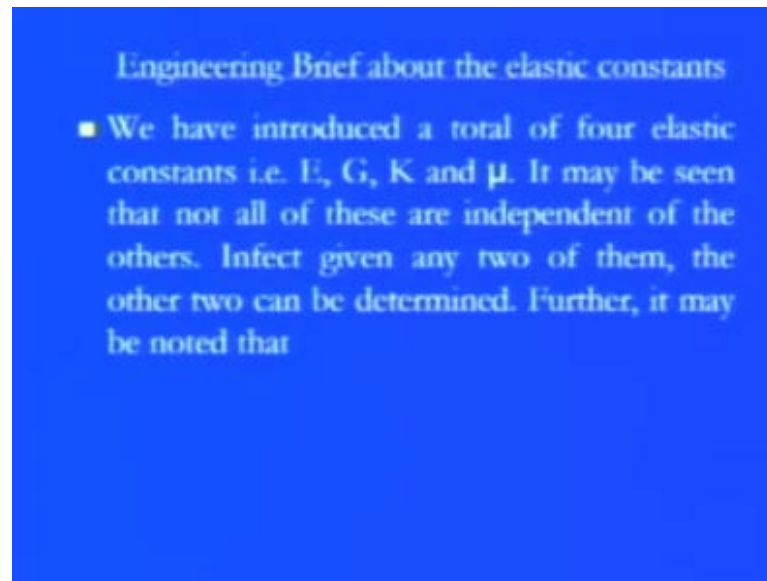 Engineering Brief about the elastic constants
We have introduced a total of four elastic
constants i.e. E, G, K and μ. It may be seen
that not all of these are independent of the
others. Infect given any two of them, the
other two can be determined. Further, it may
be noted that